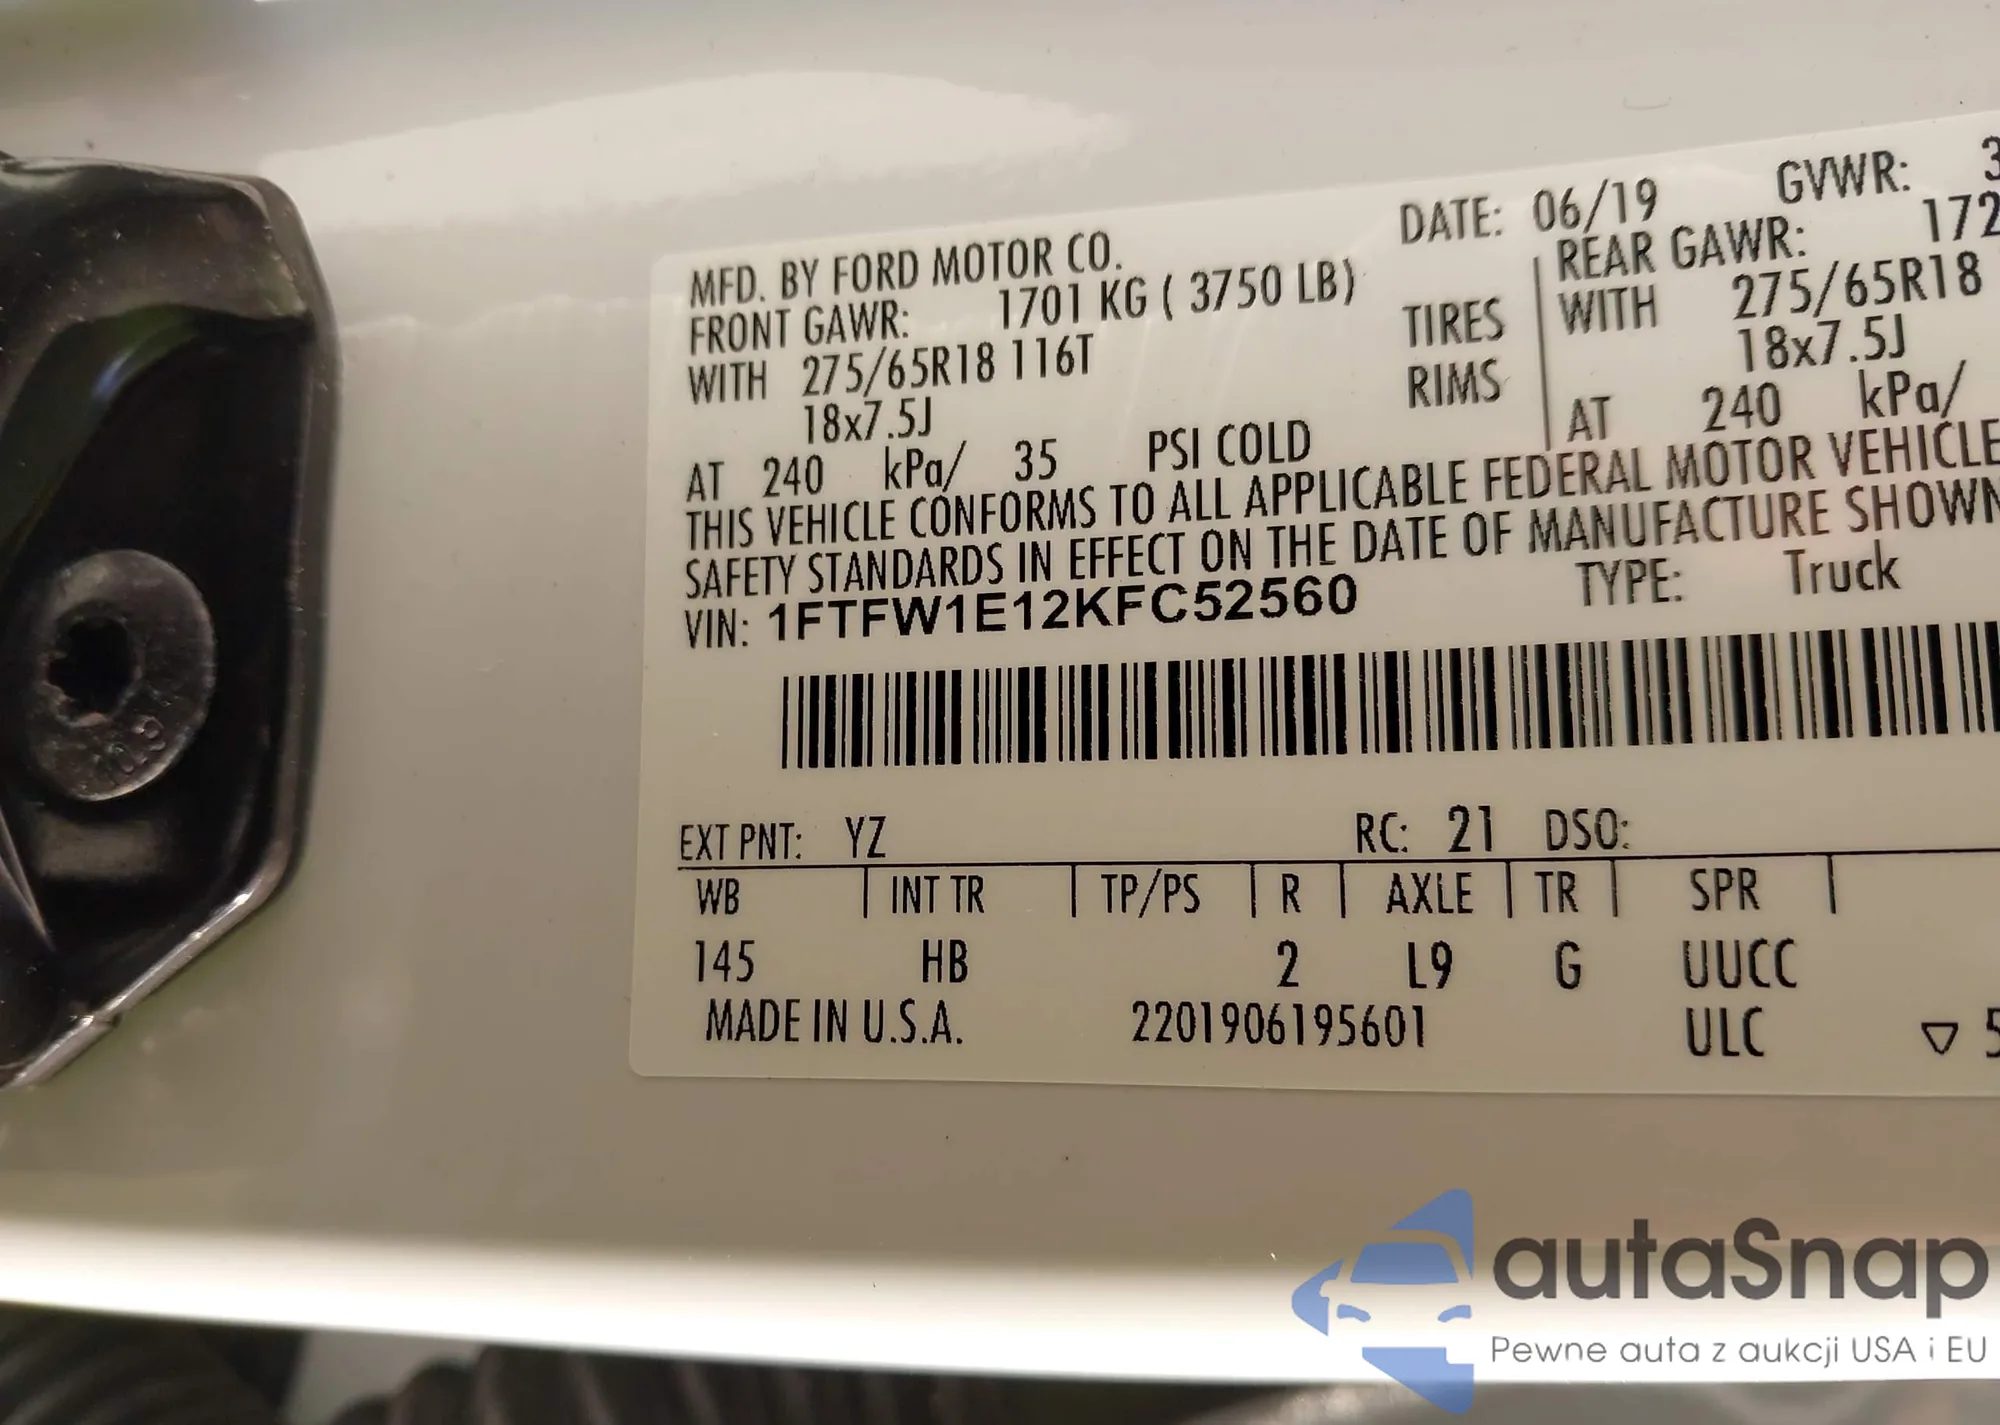 MFD. BY FORD MOTOR CO. DATE: 06/19 GVWR: 3
FRONT GAWR: 1701 KG ( 3750 LB) REAR GAWR: 172
WITH 275/65R18 116T TIRES WITH 275/65R18
18x7.5J RIMS 18x7.5J
AT 240 kPa/ 35 PSI COLD AT 240 kPa/
THIS VEHICLE CONFORMS TO ALL APPLICABLE FEDERAL MOTOR VEHICLE
SAFETY STANDARDS IN EFFECT ON THE DATE OF MANUFACTURE SHOWN
VIN: 1FTFW1E12KFC52560 TYPE: Truck
EXT PNT: YZ RC: 21 DSO:
WB INT TR TP/PS R AXLE TR SPR
145 HB 2 L9 G UUCC
MADE IN U.S.A. 2201906195601 ULC ▽ 5
autaSnap
Pewne auta z aukcji USA i EU